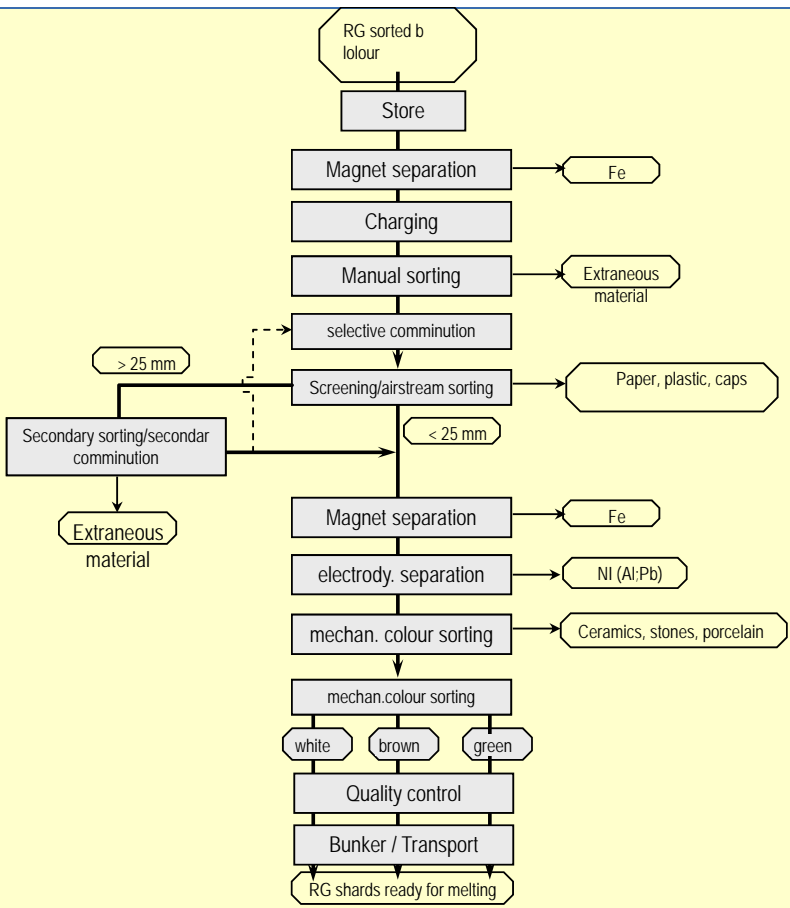 RG sorted b
lolour
Store
Magnet separation
Fe
Charging
Manual sorting
Extraneous
material
selective comminution
> 25 mm
Screening/airstream sorting
Paper, plastic, caps
Secondary sorting/secondar
comminution
< 25 mm
Extraneous
material
Magnet separation
Fe
electrody. separation
NI (Al;Pb)
mechan. colour sorting
Ceramics, stones, porcelain
mechan.colour sorting
white
brown
green
Quality control
Bunker / Transport
RG shards ready for melting